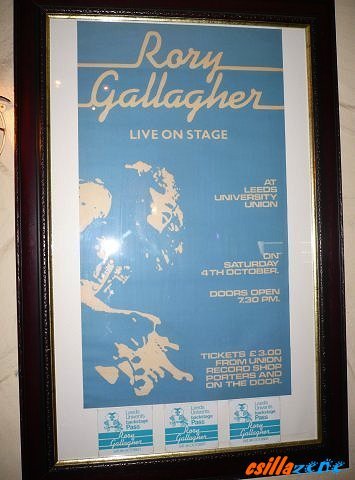 Rory
Gallagher
LIVE ON STAGE
AT
LEEDS
UNIVERSITY
UNION
ON
SATURDAY
4TH OCTOBER.
DOORS OPEN
7.30 PM.
TICKETS £3.00
FROM UNION
RECORD SHOP
PORTERS AND
ON THE DOOR.
Leeds
University
backstage
Pass
Rory
Gallagher
Leeds
University
backstage
Pass
Rory
Gallagher
Leeds
University
backstage
Pass
Rory
Gallagher
csillazone